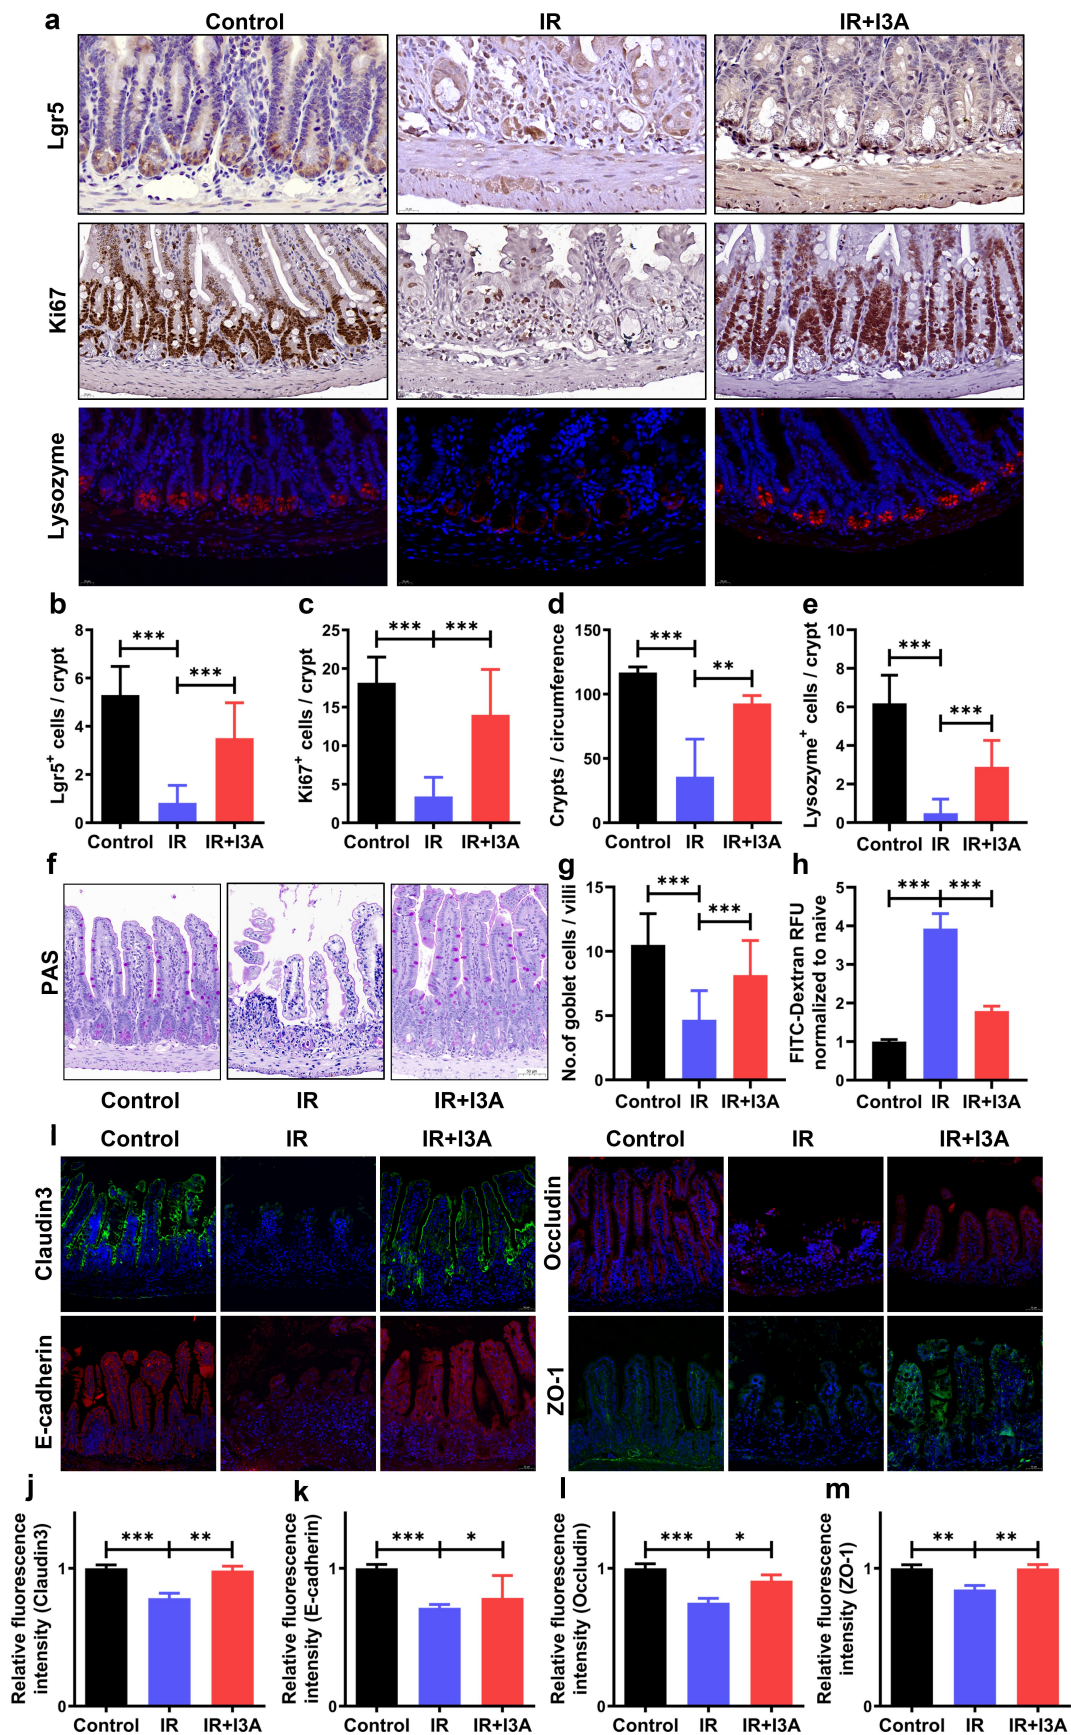 a
Control IR IR+I3A
Lgr5
Ki67
Lysozyme
b
Lgr5+ cells / crypt
8
6
4
2
0
***
***
Control IR IR+I3A
c
Ki67+ cells / crypt
25
20
15
10
5
0
*** ***
Control IR IR+I3A
d
Crypts / circumference
150
100
50
0
***
**
Control IR IR+I3A
e
Lysozyme+ cells / crypt
10
8
6
4
2
0
***
***
Control IR IR+I3A
f
PAS
50 μm
Control IR IR+I3A
g
No.of goblet cells / villi
15
10
5
0
***
***
Control IR IR+I3A
h
FITC-Dextran RFU
normalized to naive
5
4
3
2
1
0
*** ***
Control IR IR+I3A
l
Control IR IR+I3A
Control IR IR+I3A
Claudin3
Occludin
E-cadherin
ZO-1
j
Relative fluorescence
intensity (Claudin3)
1
0
*** **
Control IR IR+I3A
k
Relative fluorescence
intensity (E-cadherin)
1
0
*** *
Control IR IR+I3A
l
Relative fluorescence
intensity (Occludin)
1
0
*** *
Control IR IR+I3A
m
Relative fluorescence
intensity (ZO-1)
1
0
** **
Control IR IR+I3A